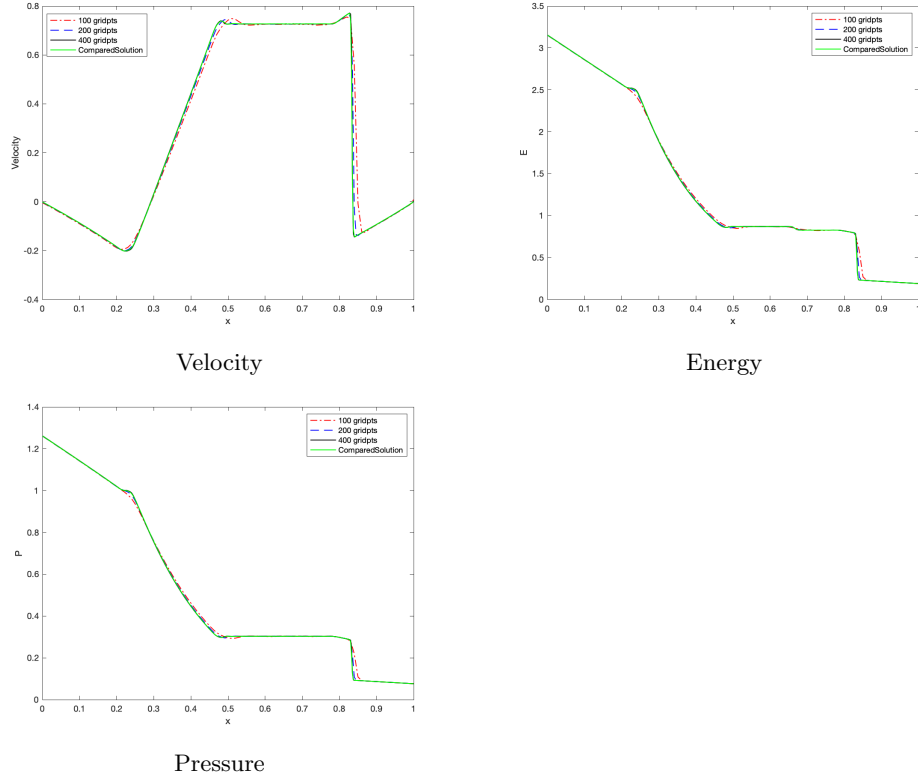 0.8
0.6
0.4
0.2
0
-0.2
-0.4
Velocity
0 0.1 0.2 0.3 0.4 0.5 0.6 0.7 0.8 0.9 1
x
100 gridpts
200 gridpts
400 gridpts
ComparedSolution
Velocity
3.5
3
2.5
2
1.5
1
0.5
0
E
0 0.1 0.2 0.3 0.4 0.5 0.6 0.7 0.8 0.9 1
x
100 gridpts
200 gridpts
400 gridpts
ComparedSolution
Energy
1.4
1.2
1
0.8
0.6
0.4
0.2
0
P
0 0.1 0.2 0.3 0.4 0.5 0.6 0.7 0.8 0.9 1
x
100 gridpts
200 gridpts
400 gridpts
ComparedSolution
Pressure